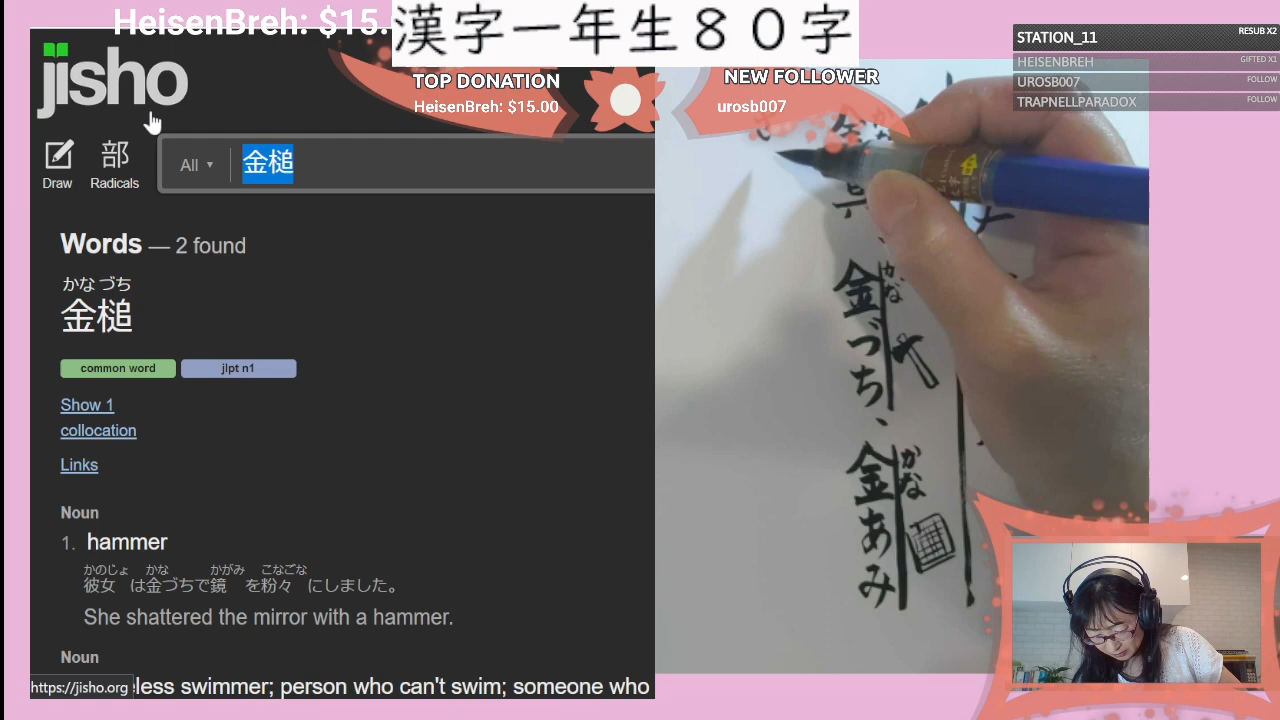 HeisenBreh: $15.
漢字一年生８０字
STATION_11
RESUB X2
HEISENBREH
GIFTED X1
UROSB007
FOLLOW
TRAPNELLPARADOX
FOLLOW
TOP DONATION
HeisenBreh: $15.00
NEW FOLLOWER
urosb007
jisho
Draw
部
Radicals
All
金槌
Words — 2 found
かな づち
金槌
common word
jlpt n1
Show 1
collocation
Links
Noun
1. hammer
かのじょ かな かがみ こなごな
彼女 は金づちで鏡 を粉々 にしました。
She shattered the mirror with a hammer.
Noun
https://jisho.org
less swimmer; person who can't swim; someone who
具、
かな
金づち、
かな
金あみ